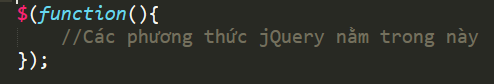 $(function(){
//Các phương thức jQuery nằm trong này
});